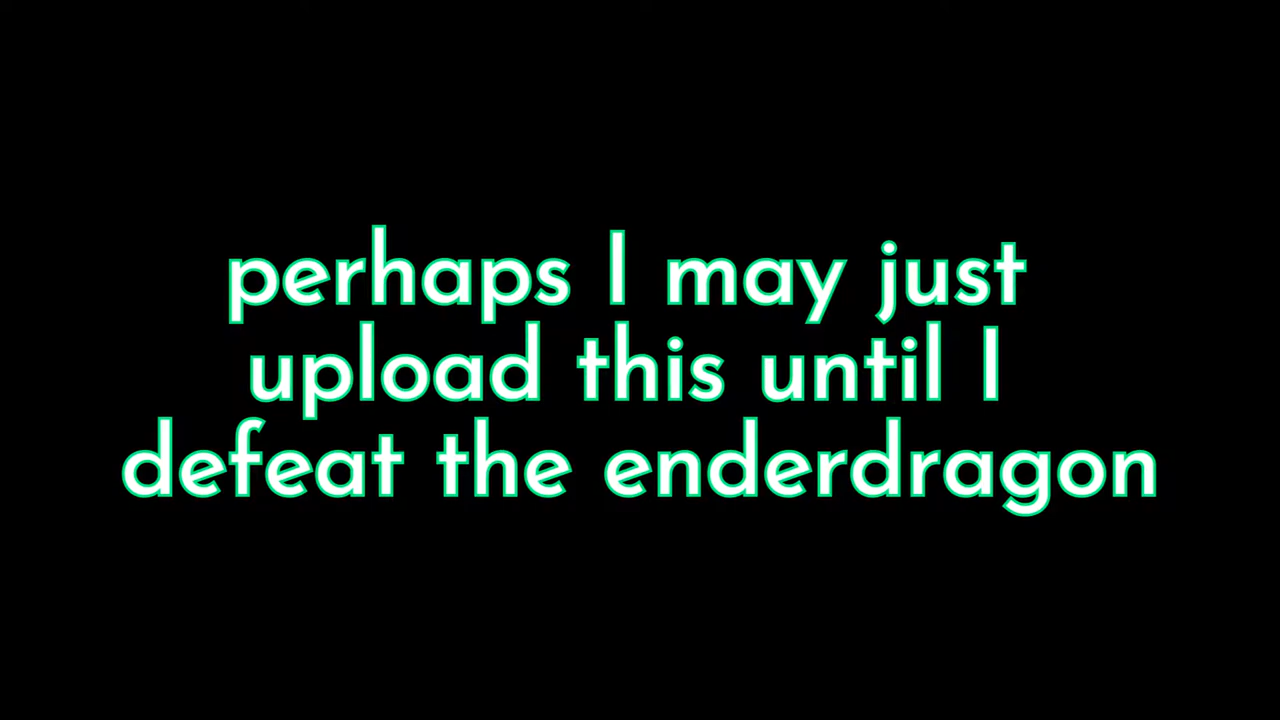 perhaps I may just
upload this until I
defeat the enderdragon